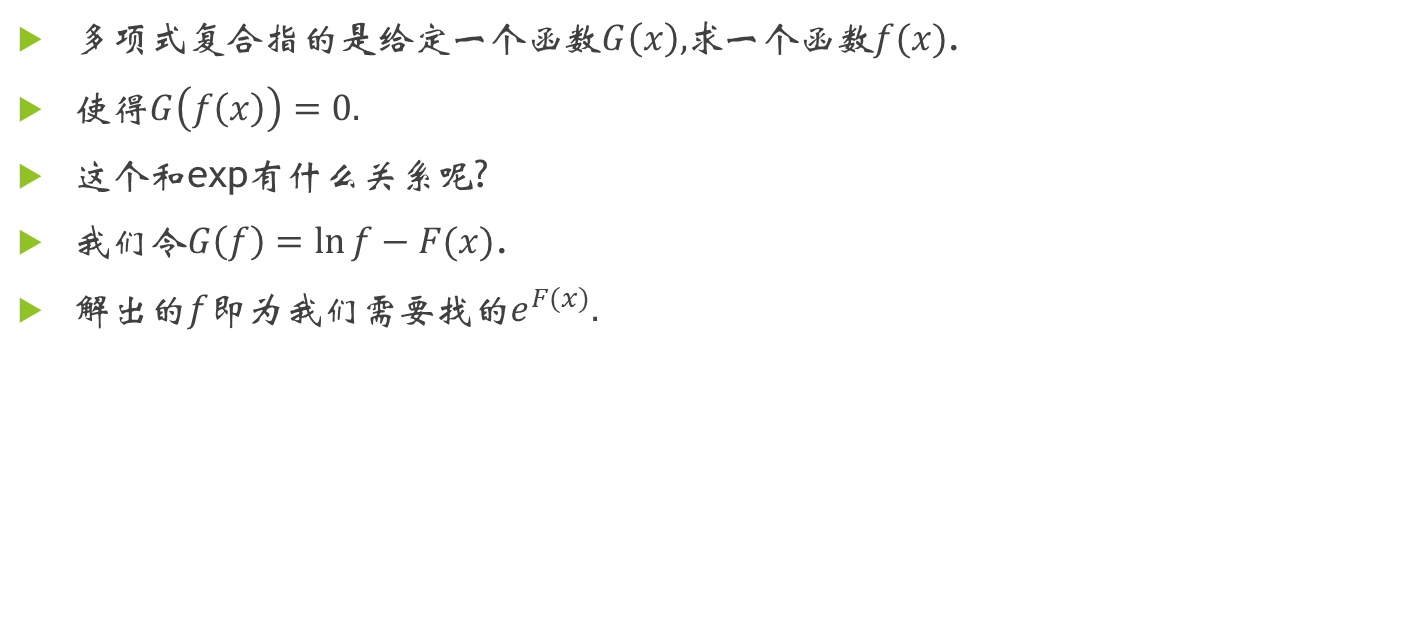 多项式复合指的是给定一个函数G(x),求一个函数f(x).
使得G(f(x)) = 0.
这个和exp有什么关系呢?
我们令G(f) = ln f − F(x).
解出的f即为我们需要找的e^{F(x)}.